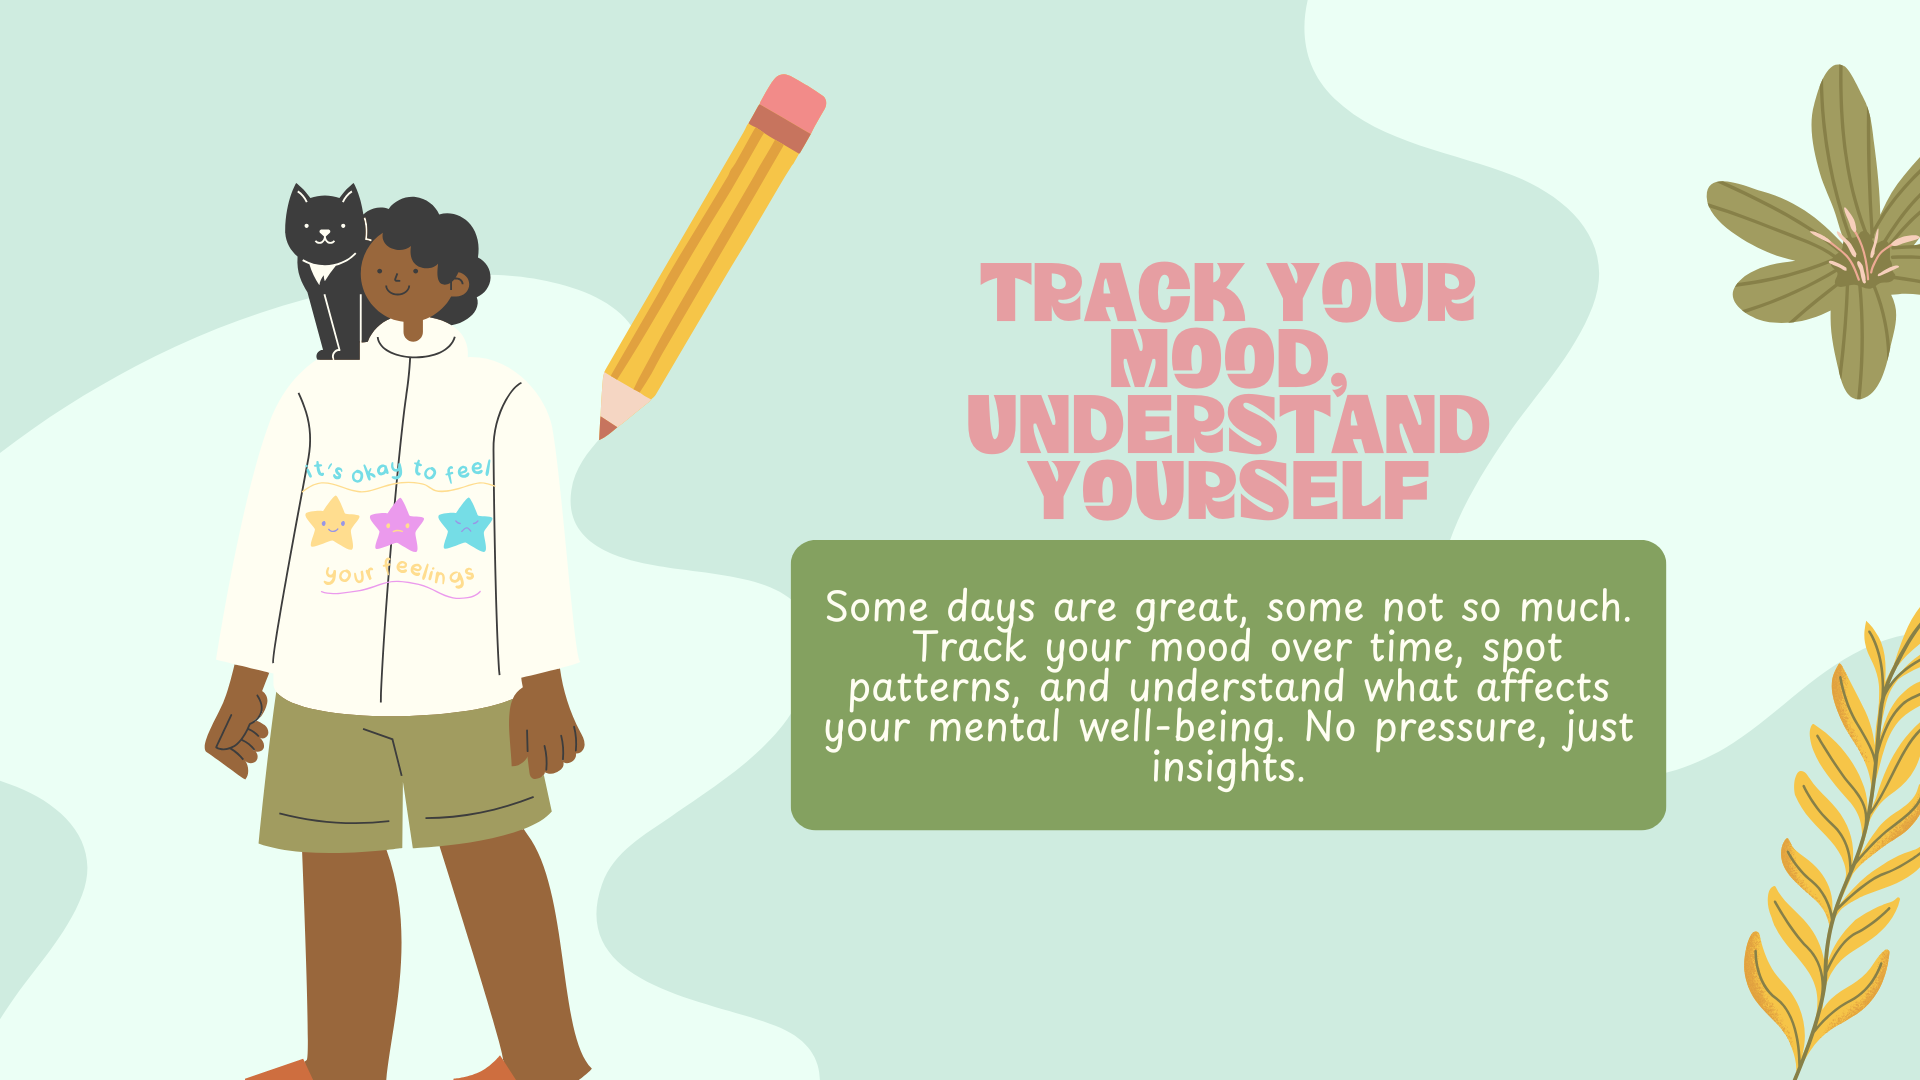 it's okay to feel
your feelings
TRACK YOUR
MOOD,
UNDERSTAND
YOURSELF
Some days are great, some not so much.
Track your mood over time, spot
patterns, and understand what affects
your mental well-being. No pressure, just
insights.